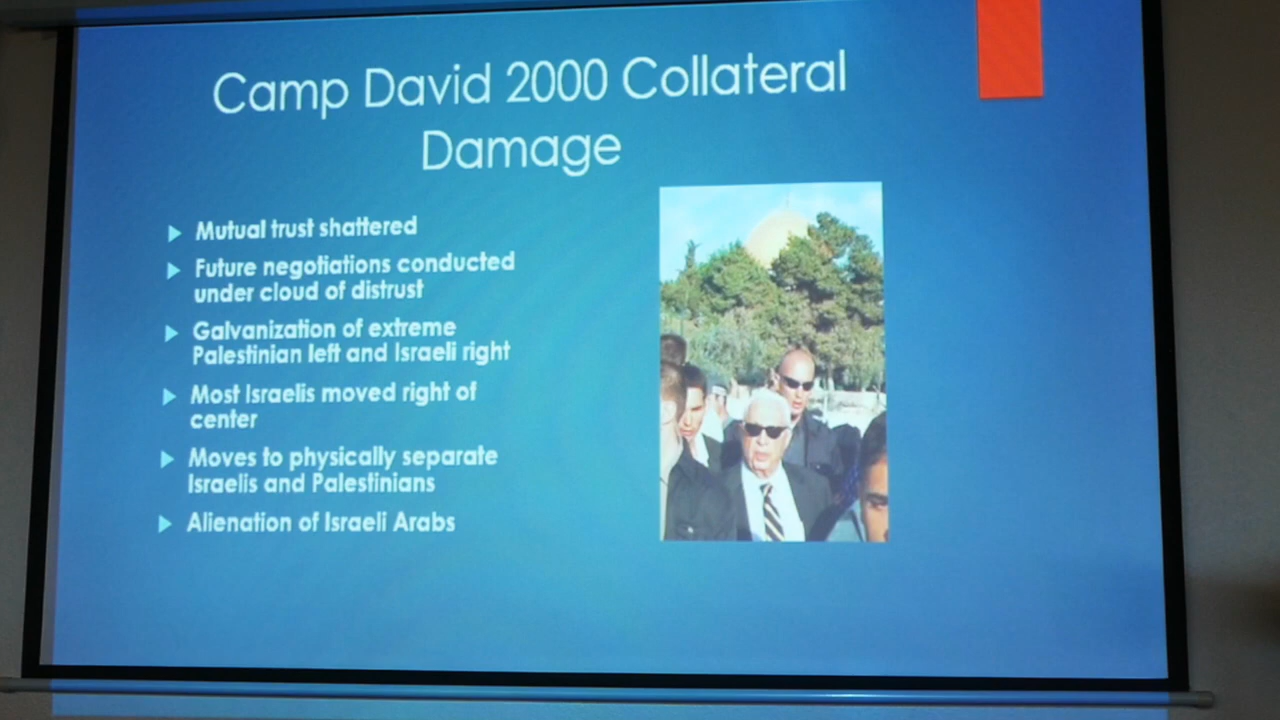 Camp David 2000 Collateral
Damage
Mutual trust shattered
Future negotiations conducted
under cloud of distrust
Galvanization of extreme
Palestinian left and Israeli right
Most Israelis moved right of
center
Moves to physically separate
Israelis and Palestinians
Alienation of Israeli Arabs